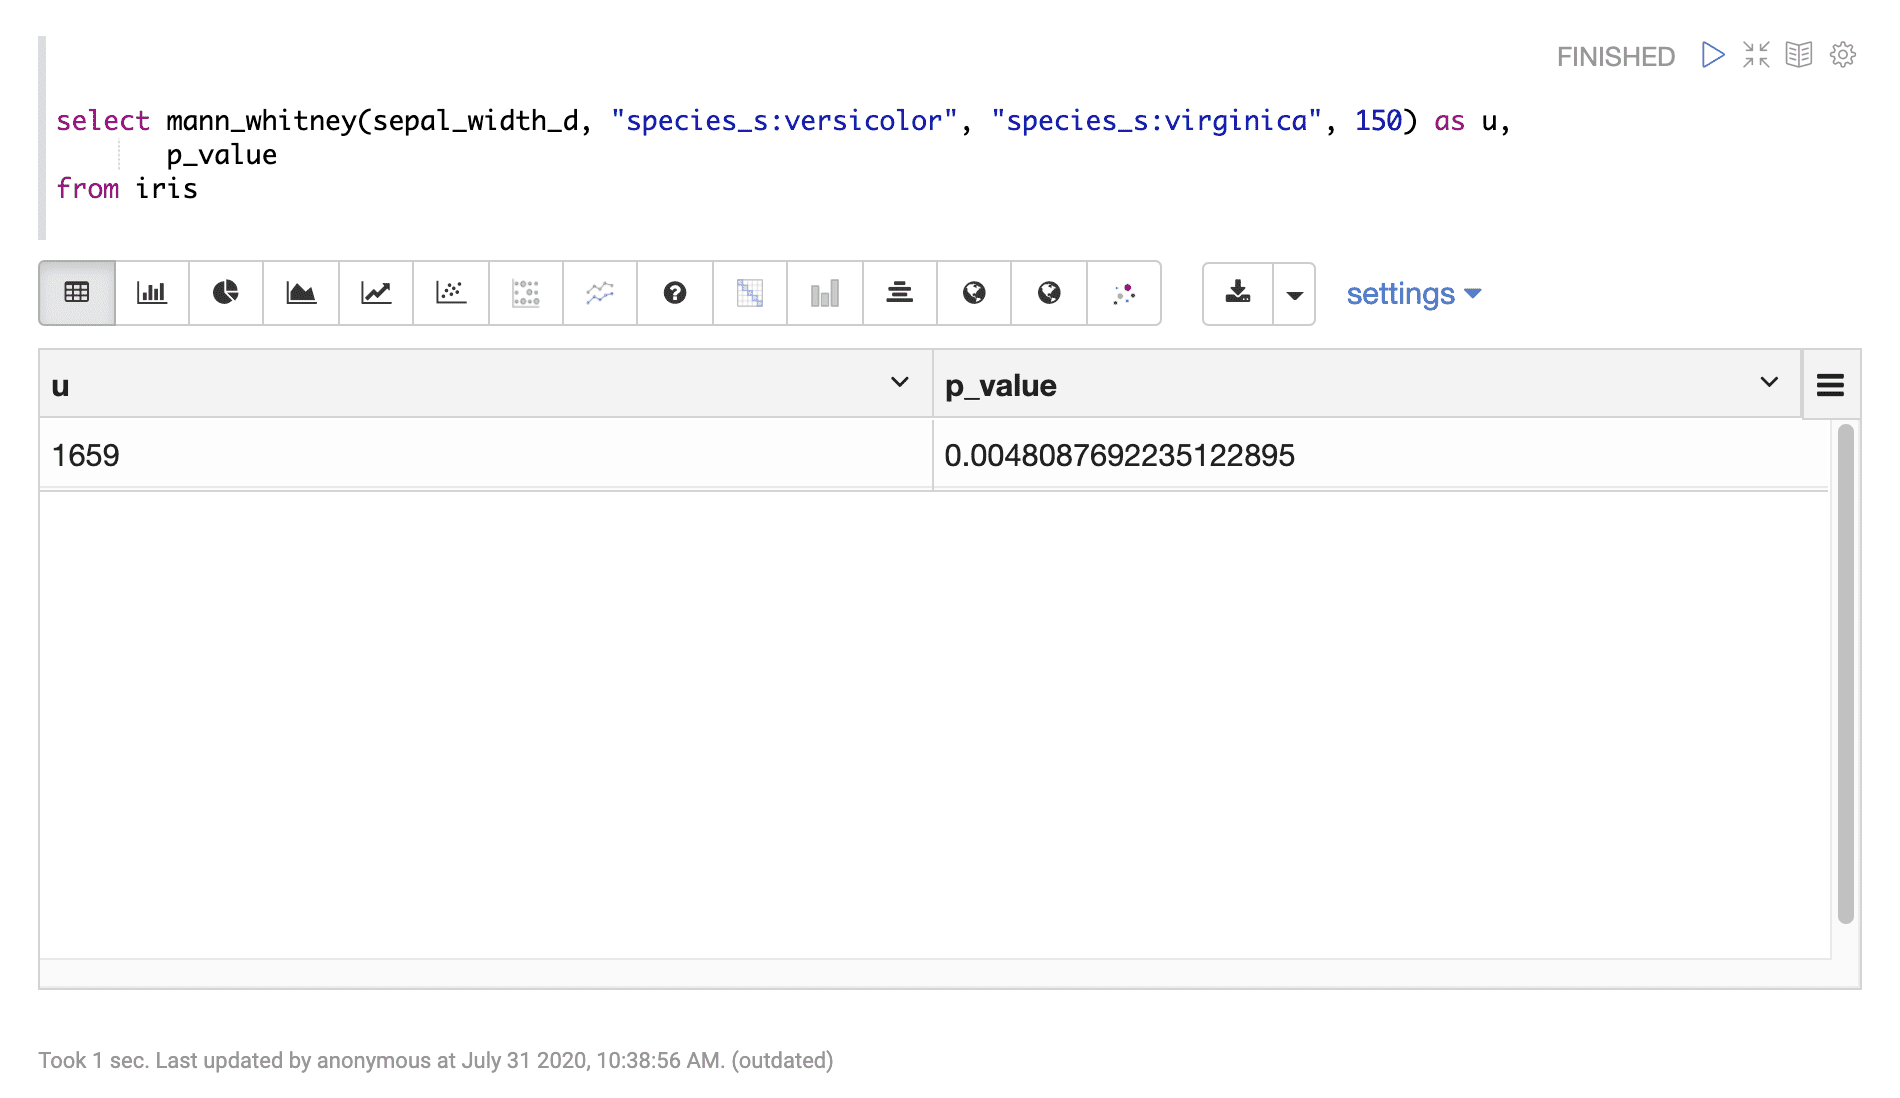 FINISHED
select mann_whitney(sepal_width_d, "species_s:versicolor", "species_s:virginica", 150) as u,
p_value
from iris
settings
u p_value
1659 0.0048087692235122895
Took 1 sec. Last updated by anonymous at July 31 2020, 10:38:56 AM. (outdated)